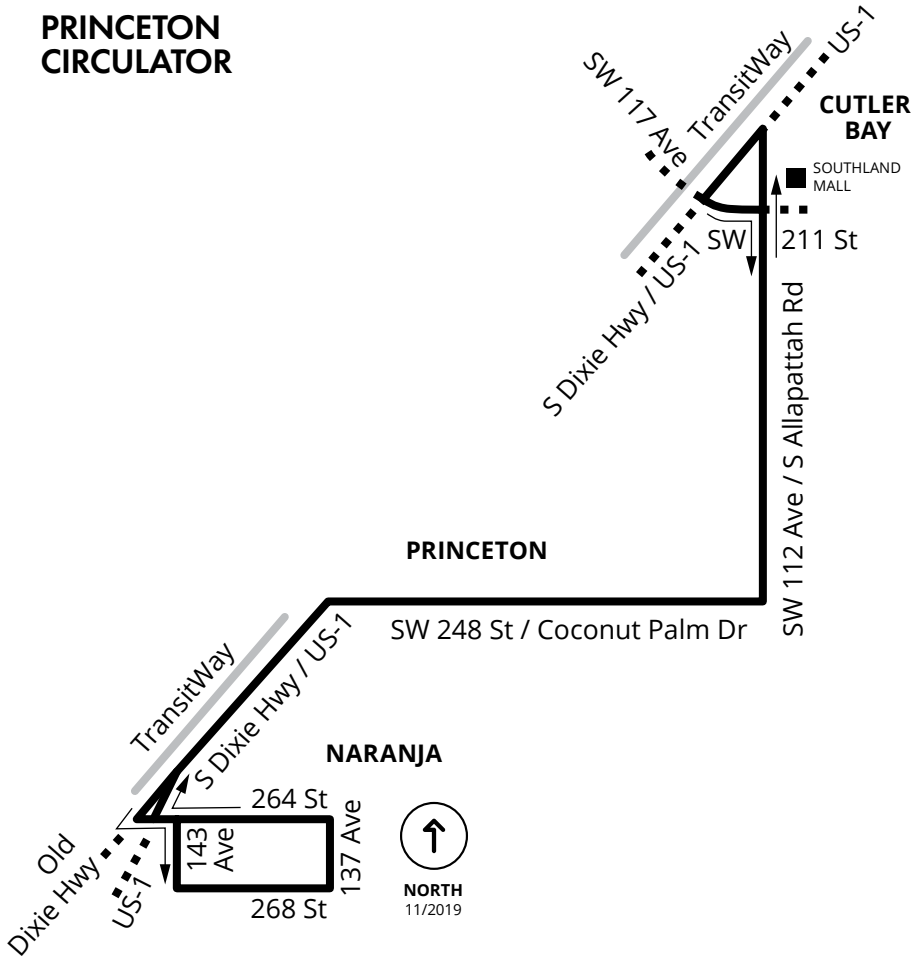 PRINCETON
CIRCULATOR
US-1
TransitWay
SW 117 Ave
CUTLER
BAY
SOUTHLAND
MALL
SW 211 St
S Dixie Hwy / US-1
SW 112 Ave / S Allapattah Rd
PRINCETON
SW 248 St / Coconut Palm Dr
TransitWay
S Dixie Hwy / US-1
NARANJA
264 St
143
Ave
137 Ave
Old
Dixie Hwy
US-1
268 St
NORTH
11/2019